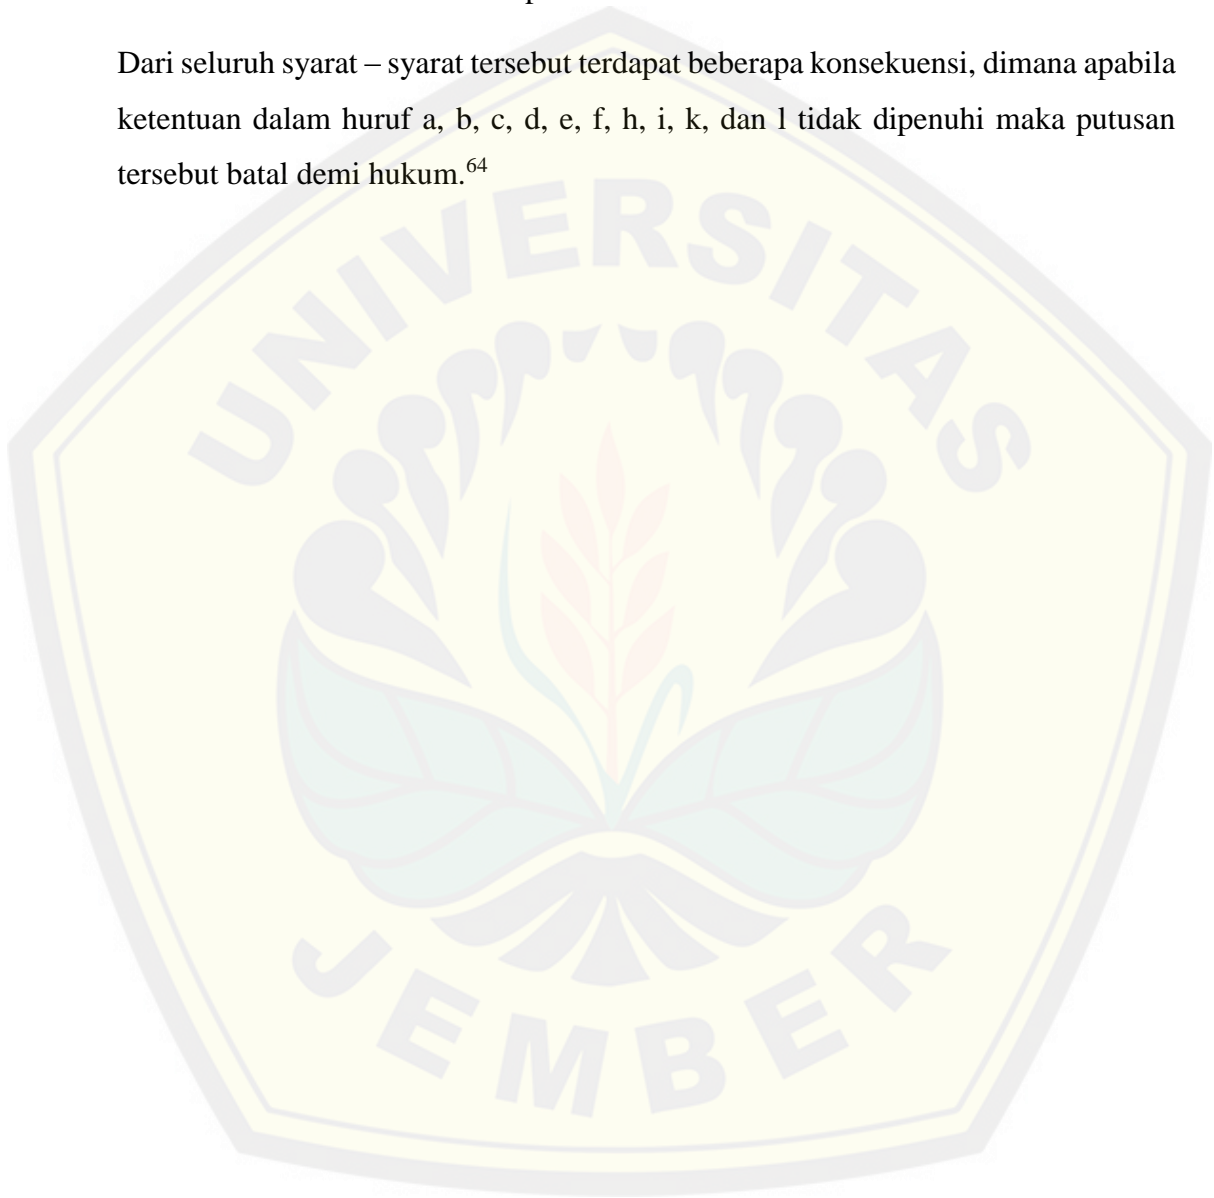 Dari seluruh syarat – syarat tersebut terdapat beberapa konsekuensi, dimana apabila
ketentuan dalam huruf a, b, c, d, e, f, h, i, k, dan l tidak dipenuhi maka putusan
tersebut batal demi hukum.64
UNIVERSITAS
JEMBER